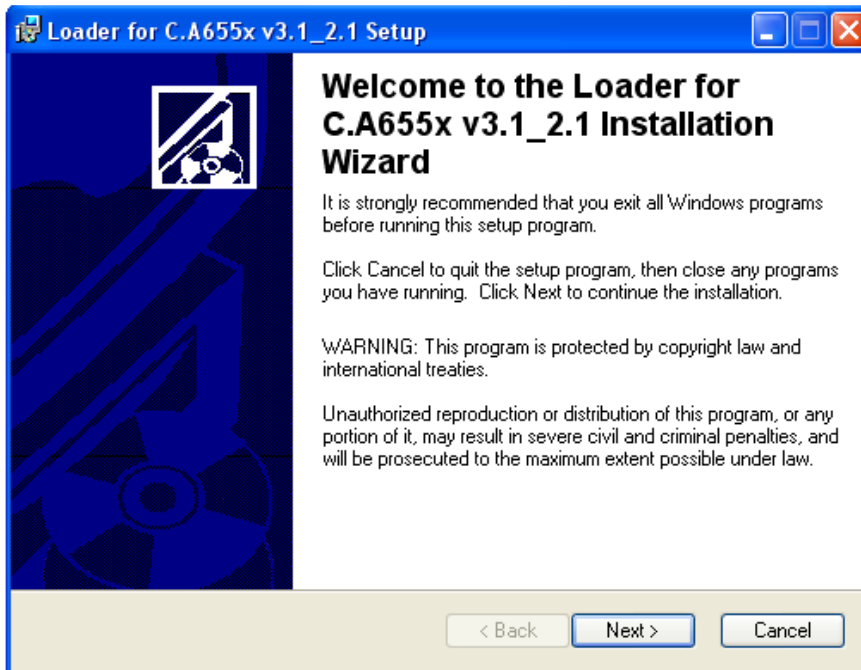 Loader for C.A655x v3.1_2.1 Setup
Welcome to the Loader for
C.A655x v3.1_2.1 Installation
Wizard
It is strongly recommended that you exit all Windows programs
before running this setup program.
Click Cancel to quit the setup program, then close any programs
you have running.  Click Next to continue the installation.
WARNING: This program is protected by copyright law and
international treaties.
Unauthorized reproduction or distribution of this program, or any
portion of it, may result in severe civil and criminal penalties, and
will be prosecuted to the maximum extent possible under law.
< Back
Next >
Cancel